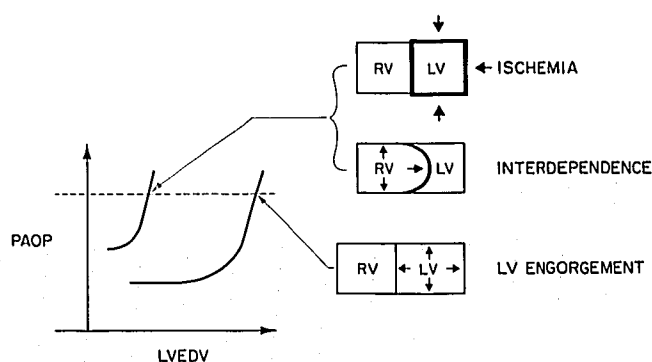 RV LV ISCHEMIA
RV LV INTERDEPENDENCE
PAOP
RV LV LV ENGORGEMENT
LVEDV